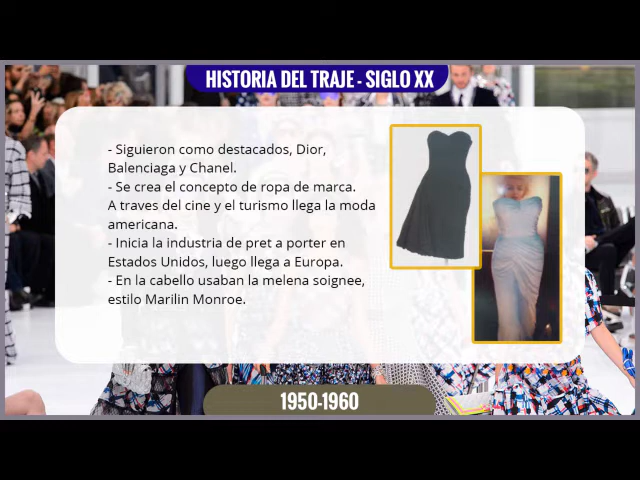 HISTORIA DEL TRAJE - SIGLO XX
- Siguieron como destacados, Dior,
Balenciaga y Chanel.
- Se crea el concepto de ropa de marca.
A traves del cine y el turismo llega la moda
americana.
- Inicia la industria de pret a porter en
Estados Unidos, luego llega a Europa.
- En la cabello usaban la melena soignee,
estilo Marilin Monroe.
1950-1960